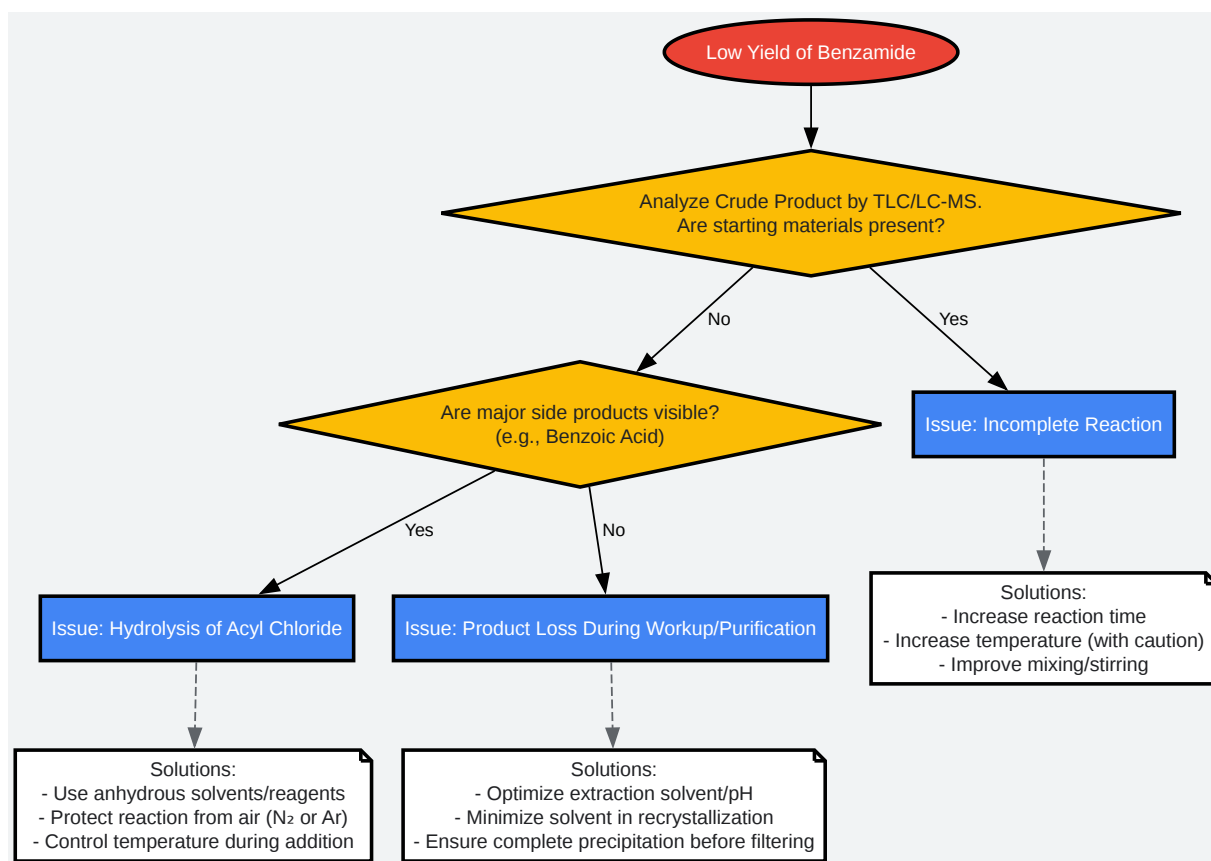 Low Yield of Benzamide
Analyze Crude Product by TLC/LC-MS.
Are starting materials present?
No
Yes
Are major side products visible?
(e.g., Benzoic Acid)
Issue: Incomplete Reaction
Yes
No
Issue: Hydrolysis of Acyl Chloride
Issue: Product Loss During Workup/Purification
Solutions:
- Increase reaction time
- Increase temperature (with caution)
- Improve mixing/stirring
Solutions:
- Use anhydrous solvents/reagents
- Protect reaction from air (N₂ or Ar)
- Control temperature during addition
Solutions:
- Optimize extraction solvent/pH
- Minimize solvent in recrystallization
- Ensure complete precipitation before filtering